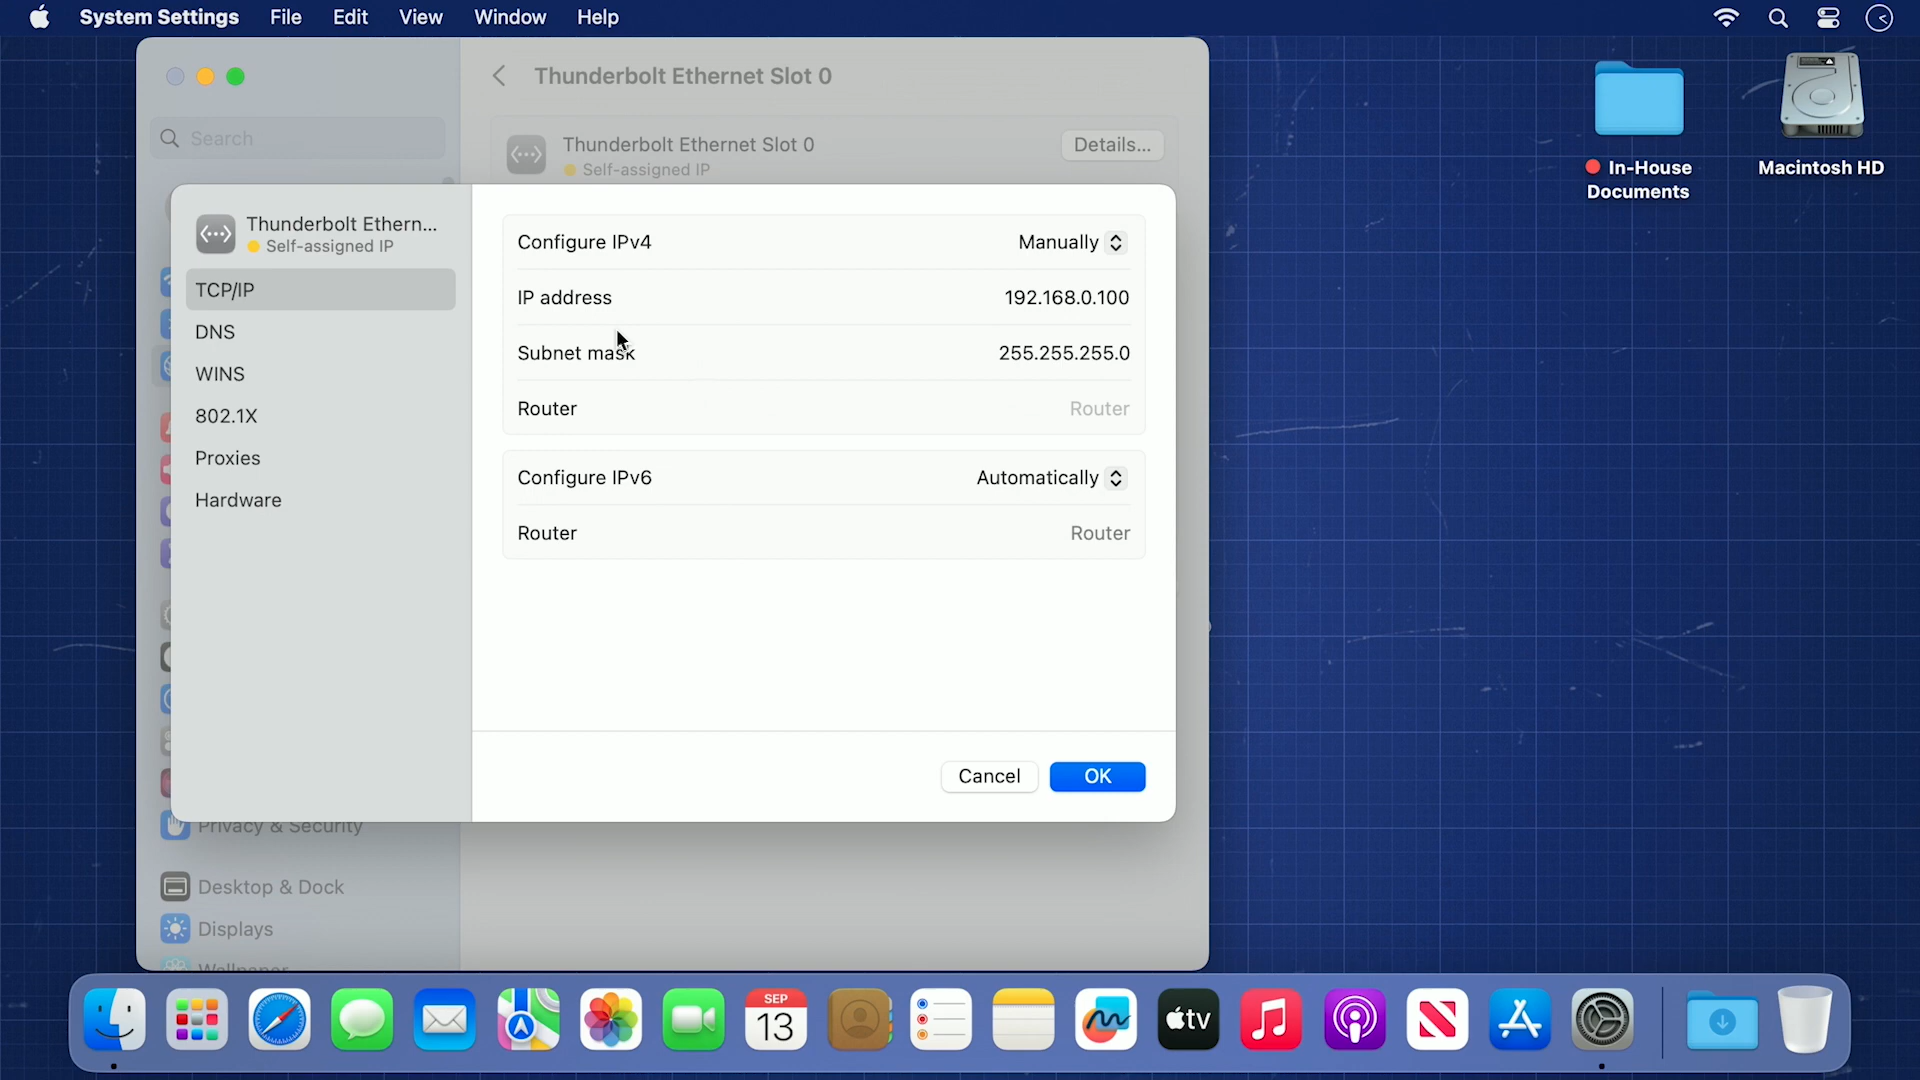 System Settings File Edit View Window Help
Thunderbolt Ethernet Slot 0
Search
Thunderbolt Ethernet Slot 0
Details...
Self-assigned IP
Thunderbolt Ethern...
Self-assigned IP
TCP/IP
DNS
WINS
802.1X
Proxies
Hardware
Configure IPv4 Manually
IP address 192.168.0.100
Subnet mask 255.255.255.0
Router Router
Configure IPv6 Automatically
Router Router
Cancel OK
Privacy & Security
Desktop & Dock
Displays
Wallpaper
In-House
Documents
Macintosh HD
SEP
13
tv